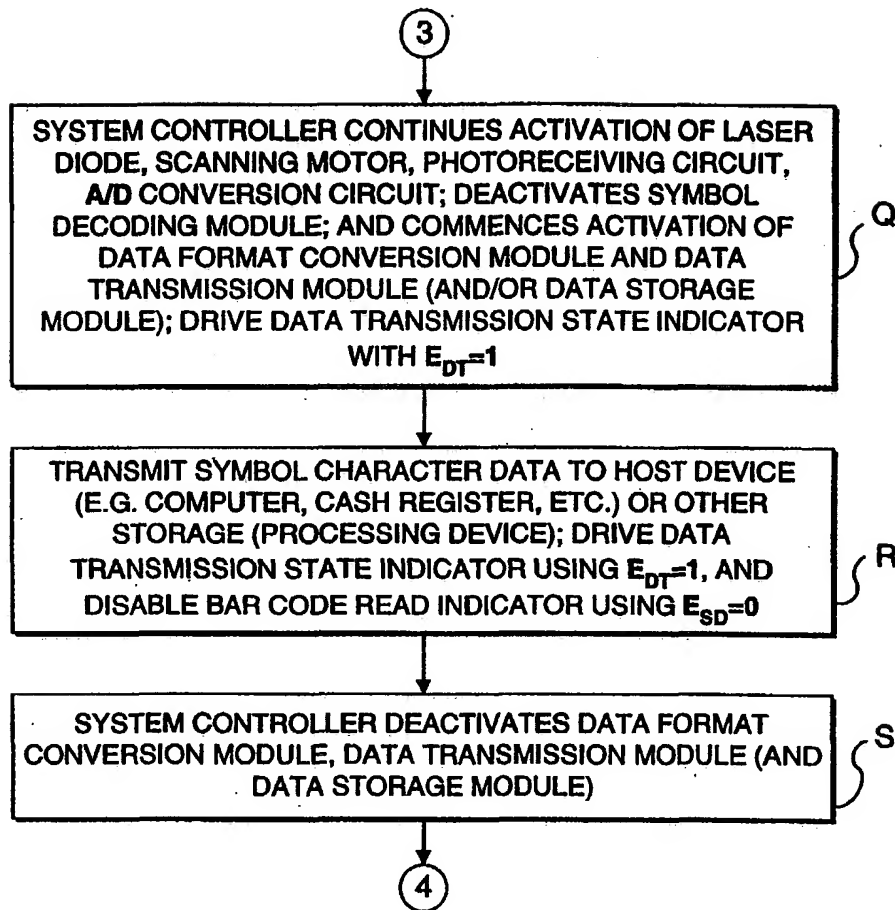 3
SYSTEM CONTROLLER CONTINUES ACTIVATION OF LASER
DIODE, SCANNING MOTOR, PHOTORECEIVING CIRCUIT,
A/D CONVERSION CIRCUIT; DEACTIVATES SYMBOL
DECODING MODULE; AND COMMENCES ACTIVATION OF
DATA FORMAT CONVERSION MODULE AND DATA
TRANSMISSION MODULE (AND/OR DATA STORAGE
MODULE); DRIVE DATA TRANSMISSION STATE INDICATOR
WITH E_DT=1
Q
TRANSMIT SYMBOL CHARACTER DATA TO HOST DEVICE
(E.G. COMPUTER, CASH REGISTER, ETC.) OR OTHER
STORAGE (PROCESSING DEVICE); DRIVE DATA
TRANSMISSION STATE INDICATOR USING E_DT=1, AND
DISABLE BAR CODE READ INDICATOR USING E_SD=0
R
SYSTEM CONTROLLER DEACTIVATES DATA FORMAT
CONVERSION MODULE, DATA TRANSMISSION MODULE (AND
DATA STORAGE MODULE)
S
4